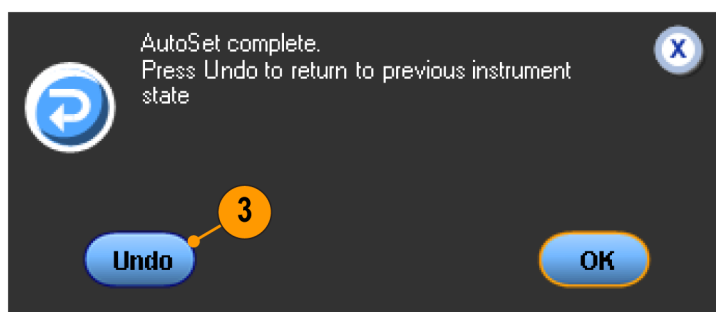 AutoSet complete.
X
Press Undo to return to previous instrument
state
3
Undo
OK